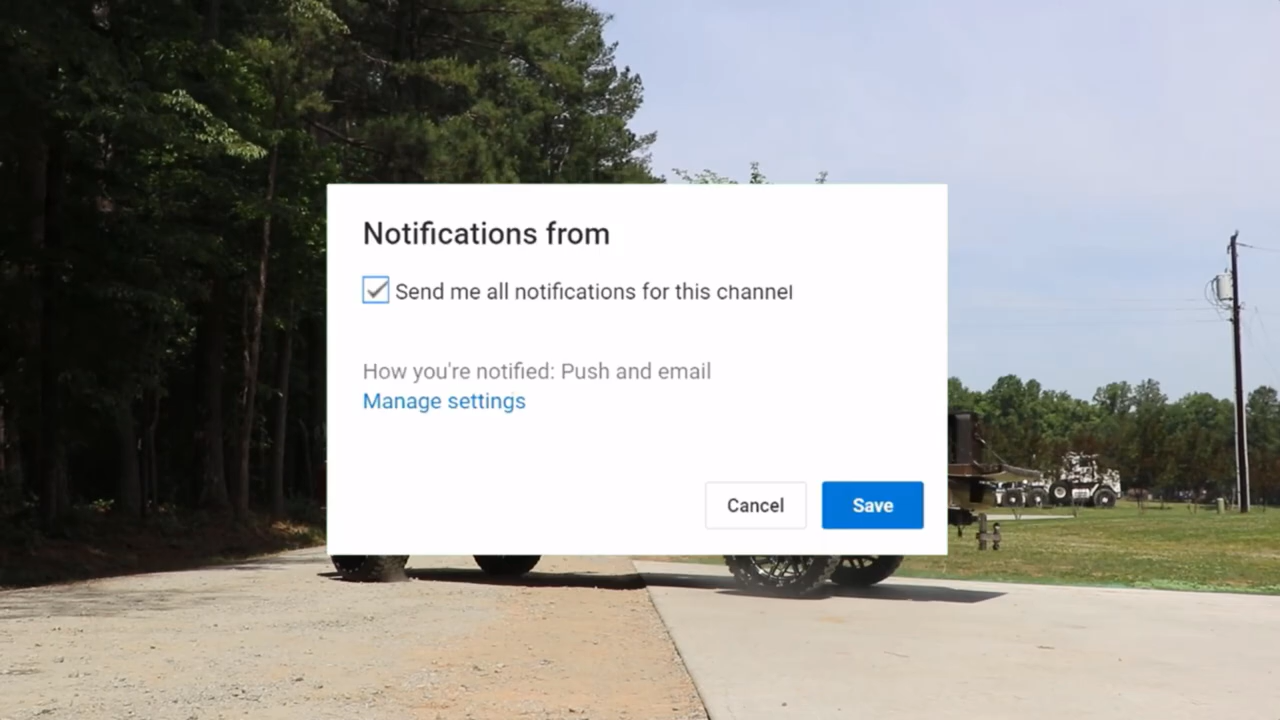 Notifications from
Send me all notifications for this channel
How you're notified: Push and email
Manage settings
Cancel
Save